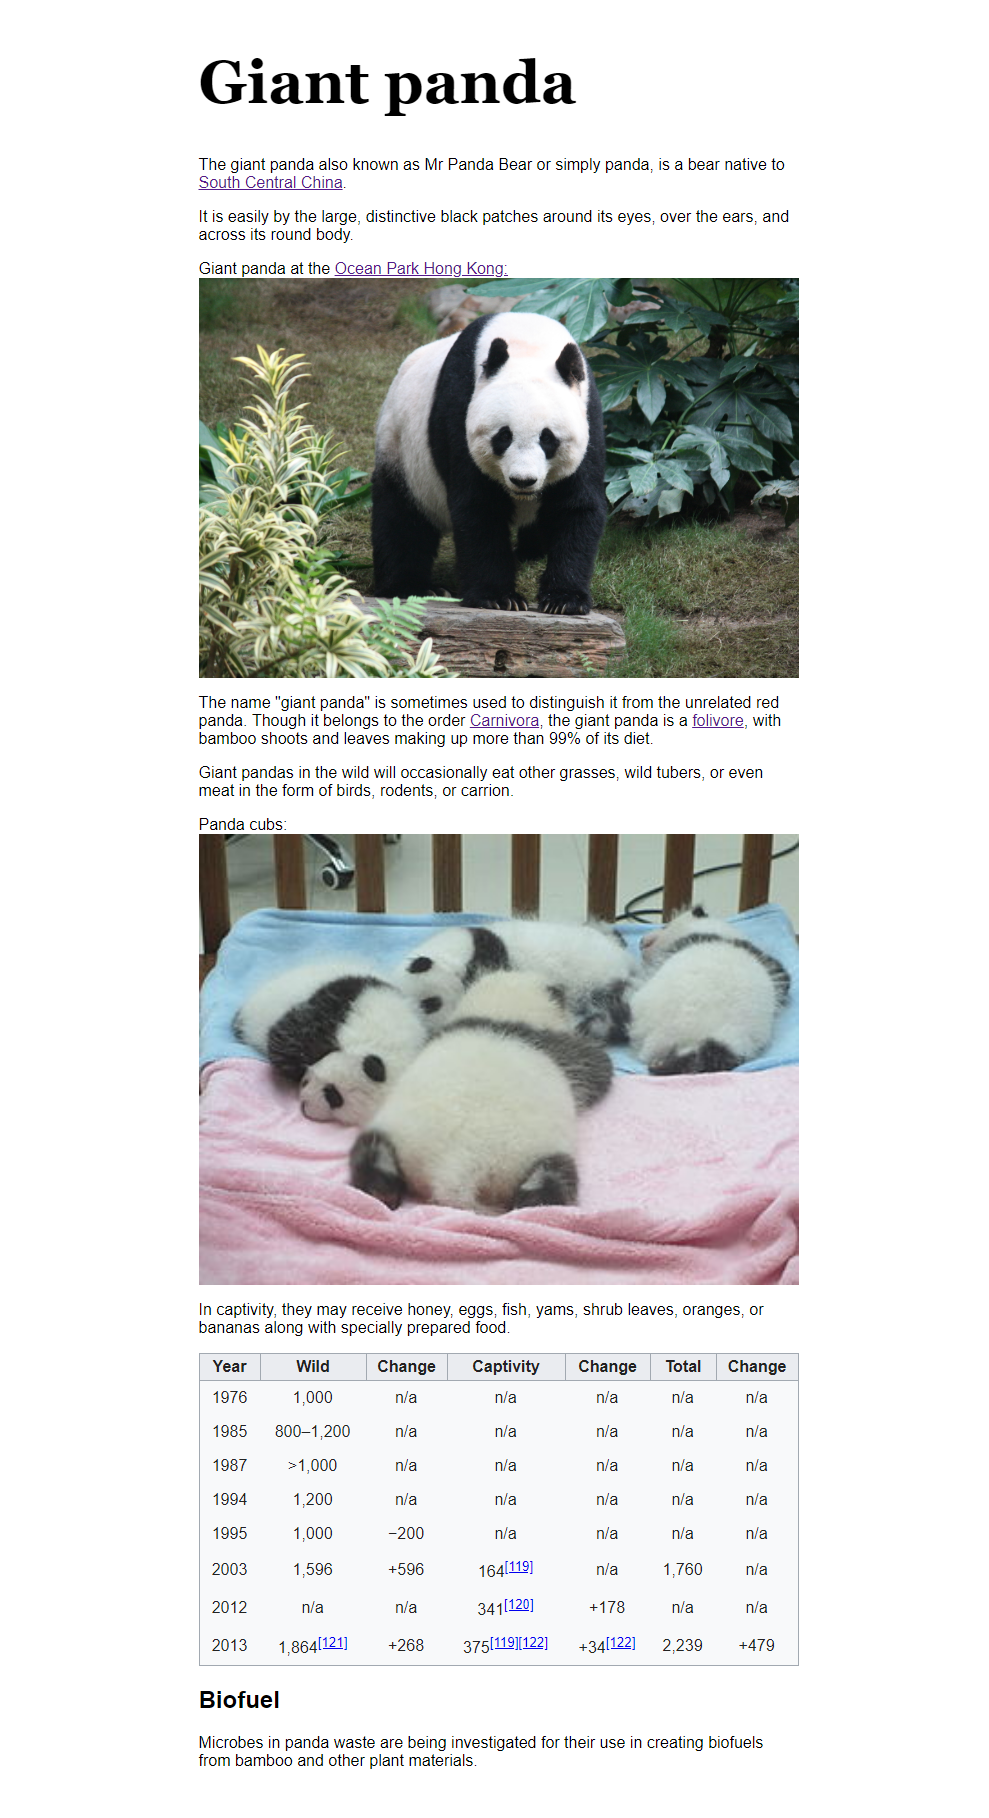 Giant panda
The giant panda also known as Mr Panda Bear or simply panda, is a bear native to
South Central China.
It is easily by the large, distinctive black patches around its eyes, over the ears, and
across its round body.
Giant panda at the Ocean Park Hong Kong:
The name "giant panda" is sometimes used to distinguish it from the unrelated red
panda. Though it belongs to the order Carnivora, the giant panda is a folivore, with
bamboo shoots and leaves making up more than 99% of its diet.
Giant pandas in the wild will occasionally eat other grasses, wild tubers, or even
meat in the form of birds, rodents, or carrion.
Panda cubs:
In captivity, they may receive honey, eggs, fish, yams, shrub leaves, oranges, or
bananas along with specially prepared food.
Year Wild Change Captivity Change Total Change
1976 1,000 n/a n/a n/a n/a n/a
1985 800–1,200 n/a n/a n/a n/a n/a
1987 >1,000 n/a n/a n/a n/a n/a
1994 1,200 n/a n/a n/a n/a n/a
1995 1,000 −200 n/a n/a n/a n/a
2003 1,596 +596 164[119] n/a 1,760 n/a
2012 n/a n/a 341[120] +178 n/a n/a
2013 1,864[121] +268 375[119][122] +34[122] 2,239 +479
Biofuel
Microbes in panda waste are being investigated for their use in creating biofuels
from bamboo and other plant materials.